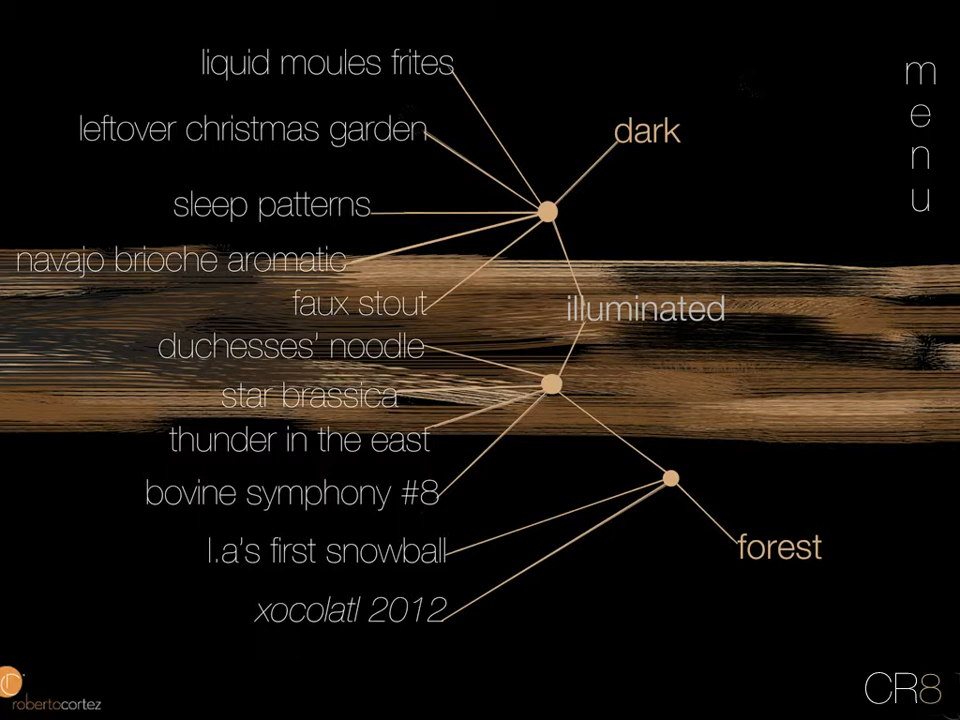 liquid moules frites
leftover christmas garden
sleep patterns
navajo brioche aromatic
faux stout
duchesses' noodle
star brassica
thunder in the east
bovine symphony #8
l.a's first snowball
xocolatl 2012
dark
illuminated
forest
m
e
n
u
robertocortez
CR8